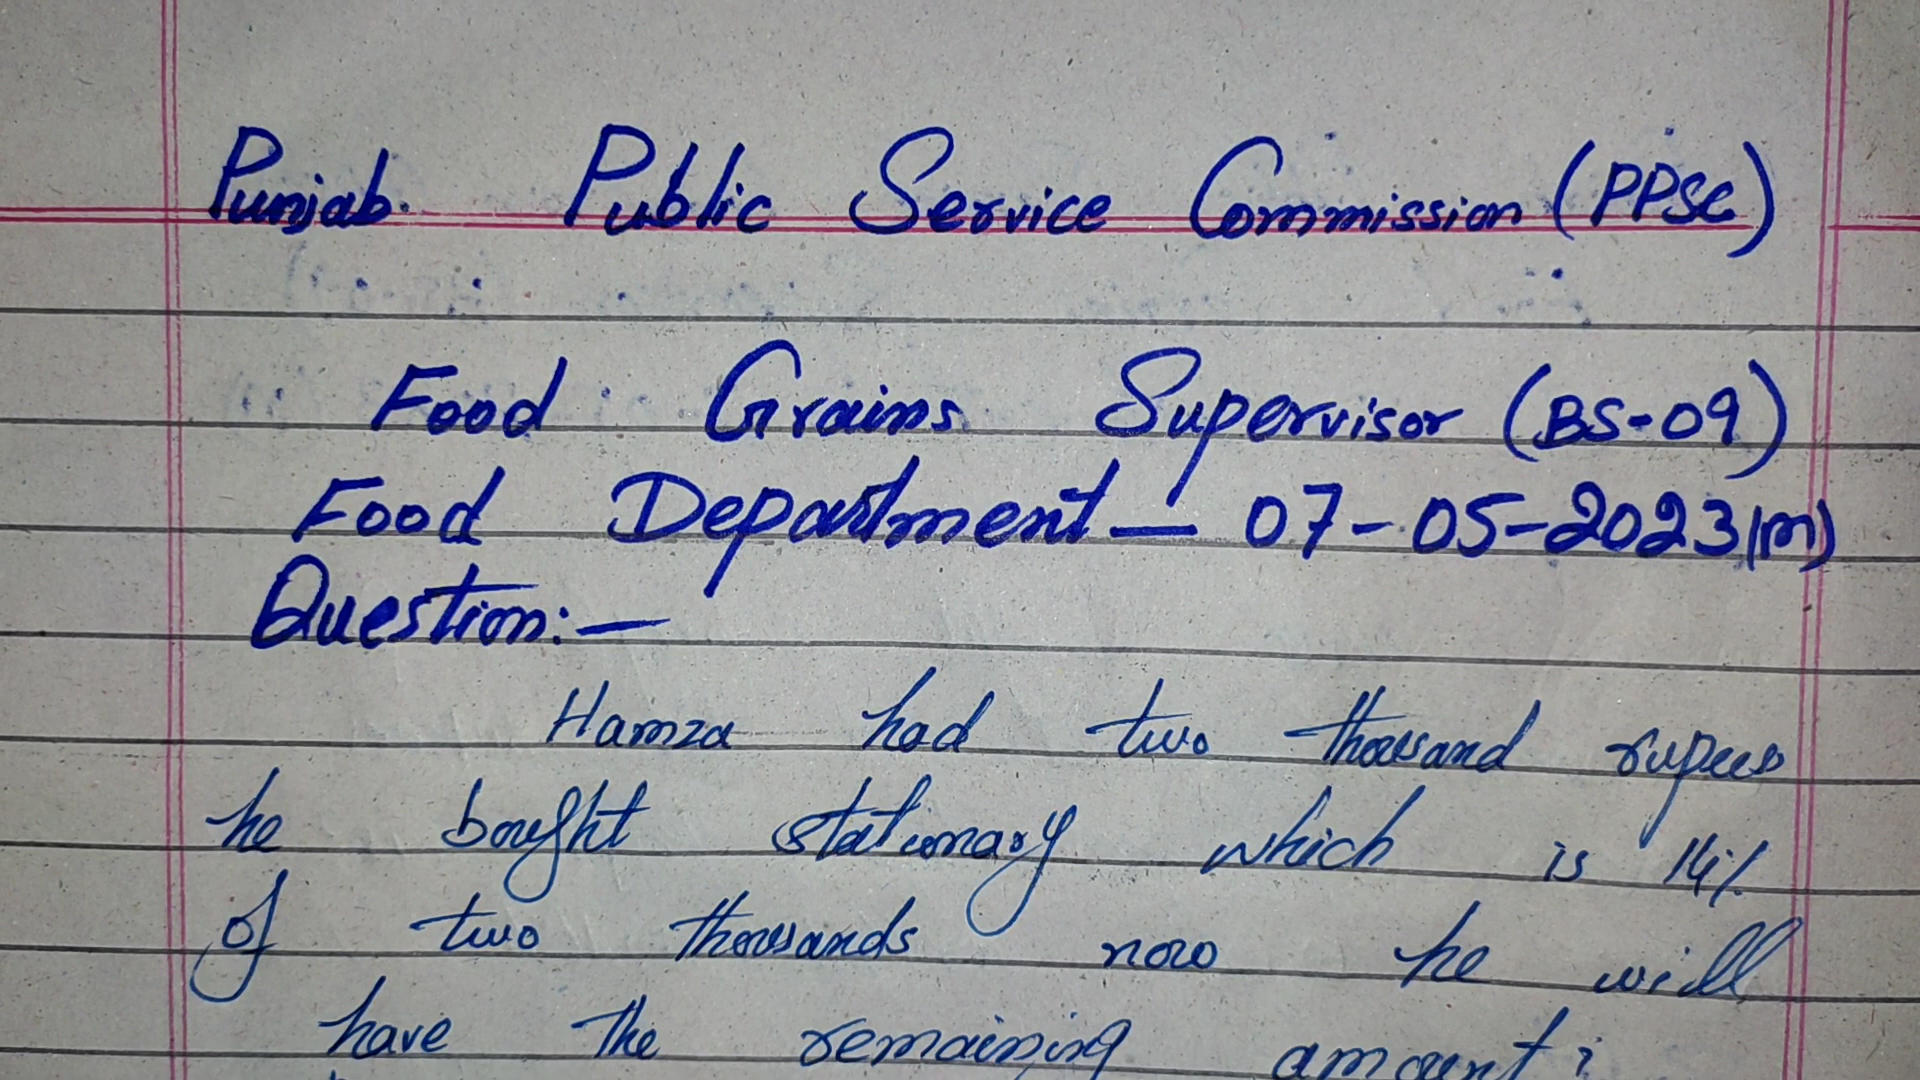 Punjab Public Service Commission (PPSC)
Food Grains Supervisor (BS-09)
Food Department - 07-05-2023(m)
Question:-
Hamza had two thousand rupees
he bought stationary which is 14%
of two thousands now he will
have the remaining amount?